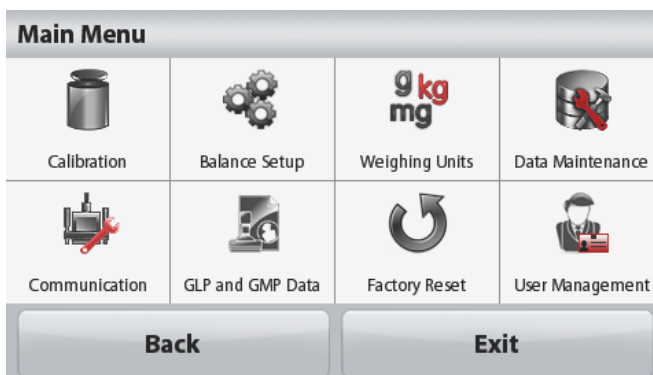 Main Menu
g kg
mg
Calibration Balance Setup Weighing Units Data Maintenance
Communication GLP and GMP Data Factory Reset User Management
Back Exit